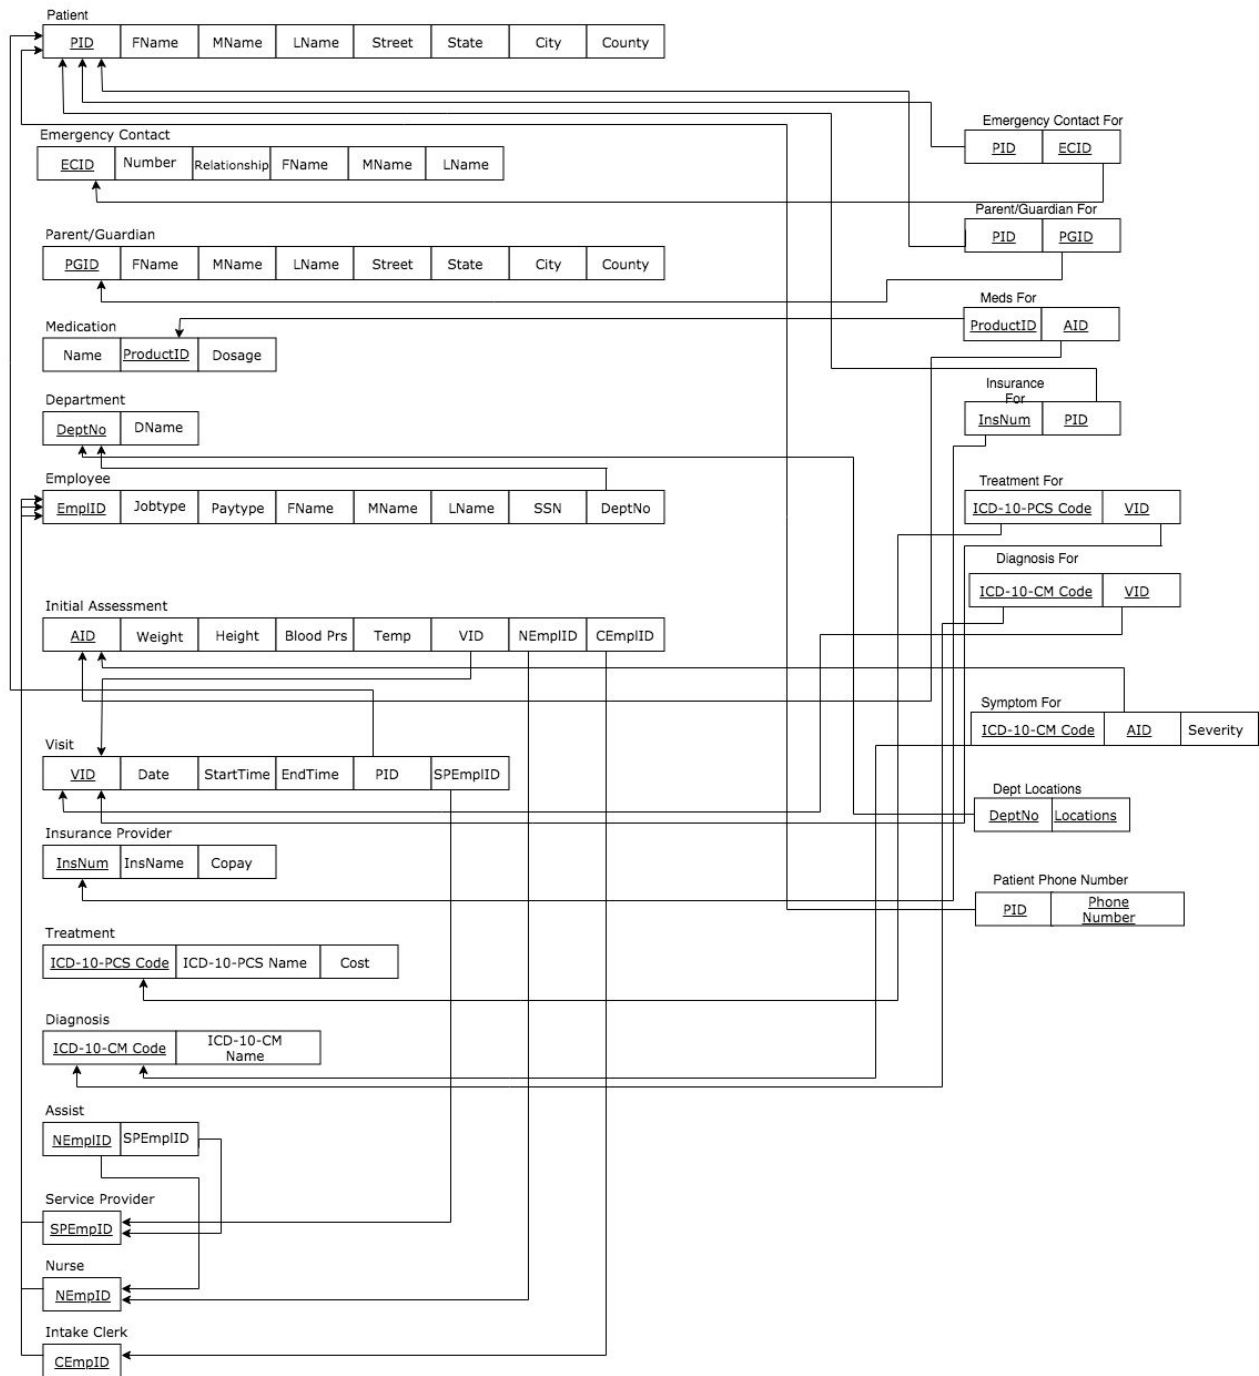 Patient
PID FName MName LName Street State City County
Emergency Contact For
PID ECID
Emergency Contact
ECID Number Relationship FName MName LName
Parent/Guardian For
PID PGID
Parent/Guardian
PGID FName MName LName Street State City County
Meds For
ProductID AID
Medication
Name ProductID Dosage
Insurance
For
InsNum PID
Department
DeptNo DName
Employee
EmplID Jobtype Paytype FName MName LName SSN DeptNo
Treatment For
ICD-10-PCS Code VID
Diagnosis For
ICD-10-CM Code VID
Initial Assessment
AID Weight Height Blood Prs Temp VID NEmplID CEmplID
Symptom For
ICD-10-CM Code AID Severity
Visit
VID Date StartTime EndTime PID SPEmplID
Dept Locations
DeptNo Locations
Insurance Provider
InsNum InsName Copay
Patient Phone Number
PID Phone
Number
Treatment
ICD-10-PCS Code ICD-10-PCS Name Cost
Diagnosis
ICD-10-CM Code ICD-10-CM
Name
Assist
NEmplID SPEmplID
Service Provider
SPEmpID
Nurse
NEmpID
Intake Clerk
CEmpID